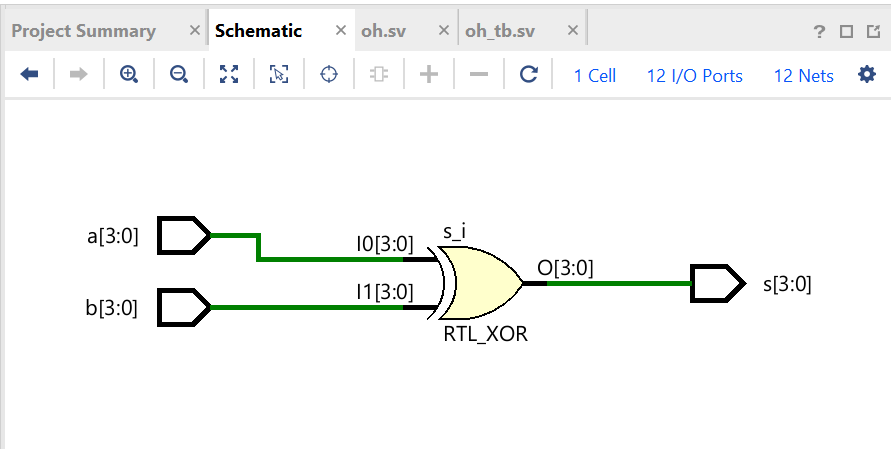 Project Summary × Schematic × oh.sv × oh_tb.sv × ?
1 Cell 12 I/O Ports 12 Nets
s_i
a[3:0] I0[3:0]
O[3:0]
s[3:0]
I1[3:0]
b[3:0]
RTL_XOR